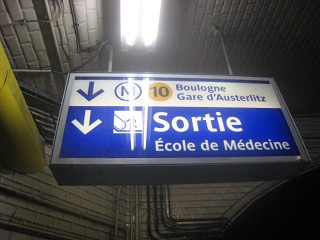 M 10 Boulogne
Gare d'Austerlitz
Sortie
École de Médecine